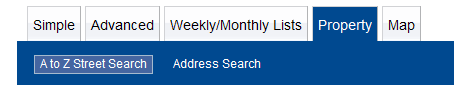 Simple Advanced Weekly/Monthly Lists Property Map
A to Z Street Search Address Search